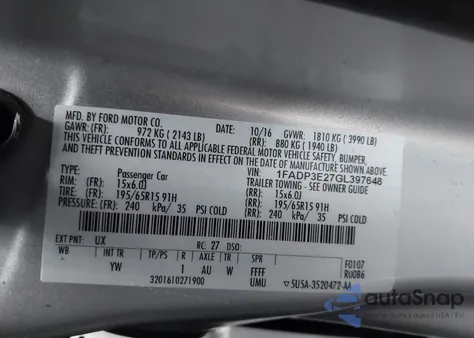 MFD. BY FORD MOTOR CO.
DATE: 10/16 GVWR: 1810 KG (3990 LB)
GAWR: (FR): 972 KG (2143 LB) (RR): 880 KG (1940 LB)
THIS VEHICLE CONFORMS TO ALL APPLICABLE FEDERAL MOTOR VEHICLE SAFETY, BUMPER,
AND THEFT PREVENTION STANDARDS IN EFFECT ON THE DATE OF MANUFACTURE SHOWN ABOVE.
VIN: 1FADP3E27GL397648
TYPE: Passenger Car TRAILER TOWING - SEE OWNER GUIDE
RIM: 15x6.0J 15x6.0J
TIRE: 195/65R15 91H 195/65R15 91H
PRESSURE: (FR) 240 kPa/ 35 PSI COLD (RR) 240 kPa/ 35 PSI COLD
EXT PNT: UX RC: 27 DSO: F0107
WB INT TR TP/PS R AXLE TR SPR RU0B6
YW 1 AU W FFFF
3201610271900 UMU ▽5U5A-3520472-AA
autoSnap